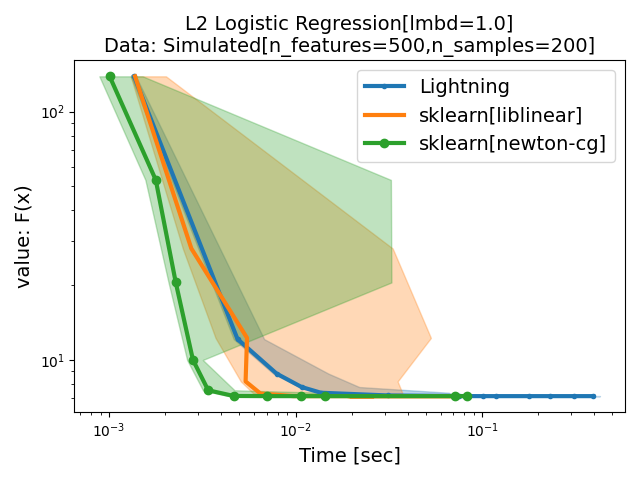 L2 Logistic Regression[lmbd=1.0]
Data: Simulated[n_features=500,n_samples=200]
Lightning
sklearn[liblinear]
sklearn[newton-cg]
value: F(x)
10²
10¹
10⁻³
10⁻²
10⁻¹
Time [sec]